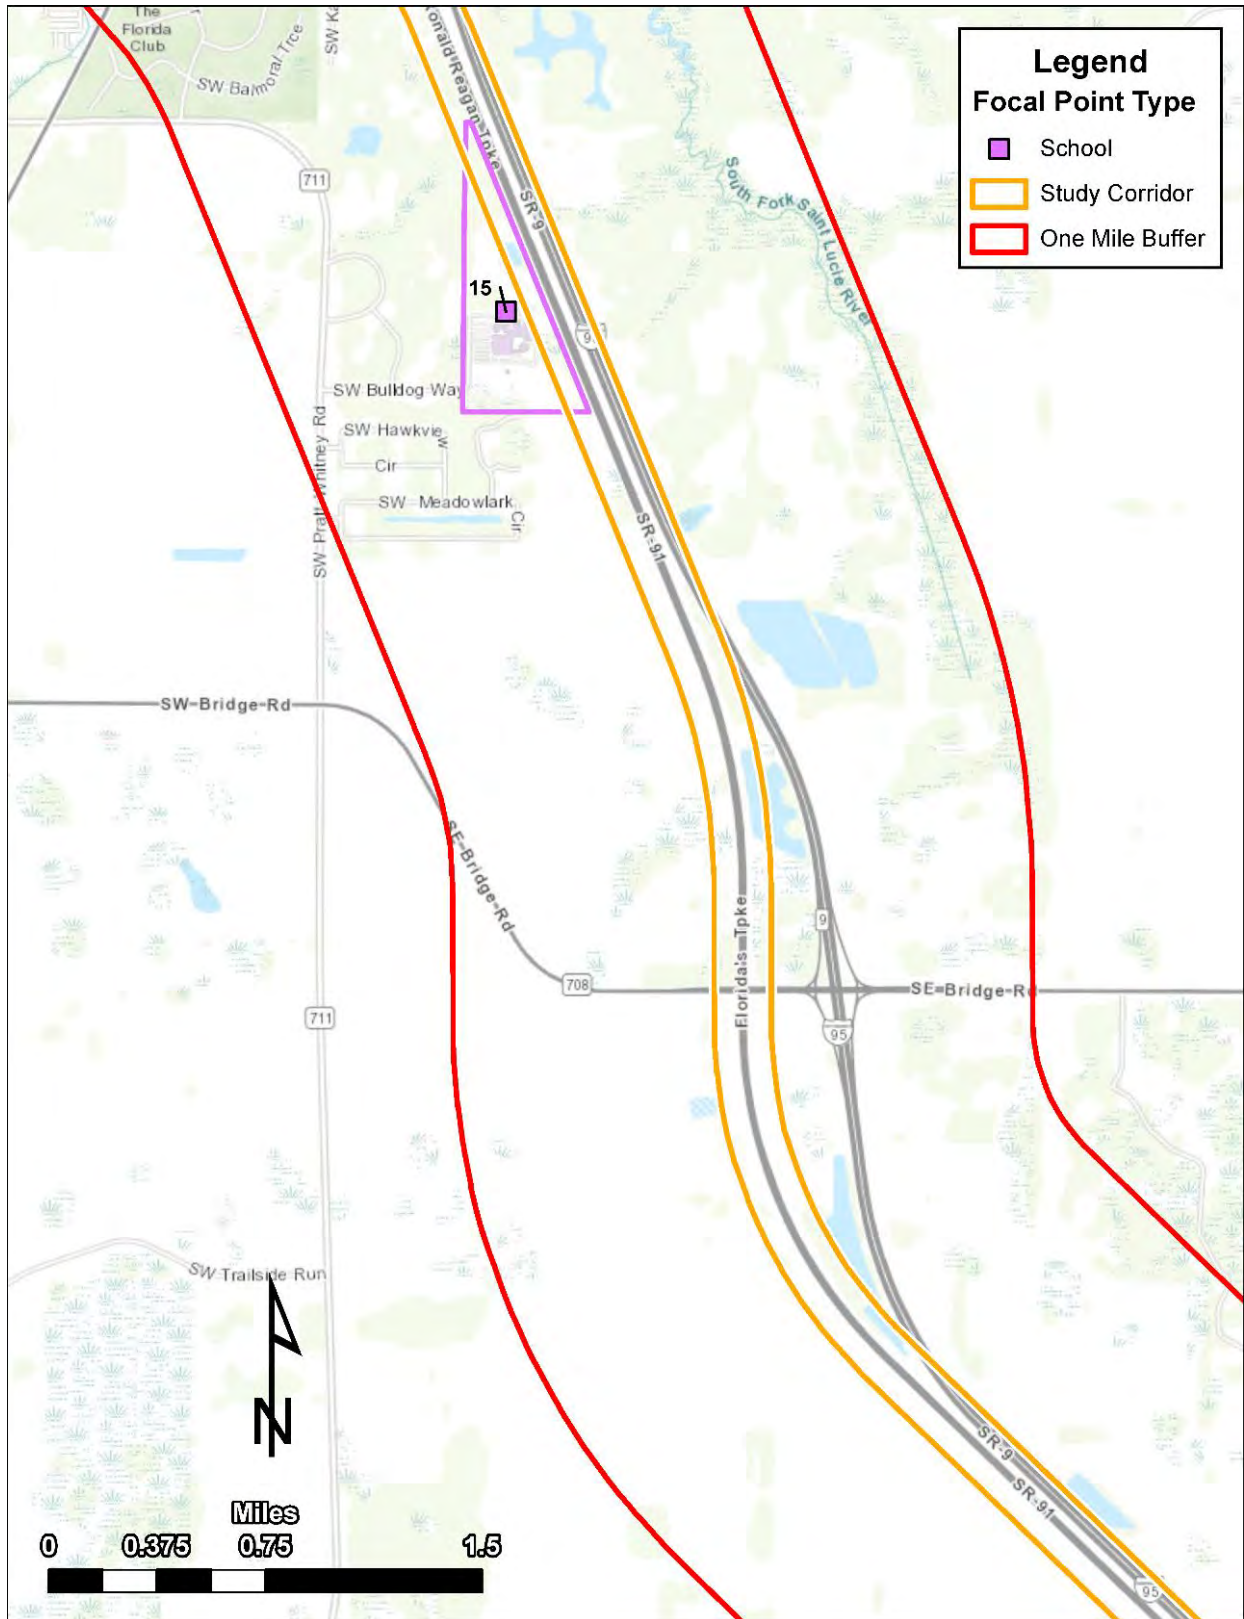 The
Florida
Club
SW Balmoral Trce
SW Ka
Ronald Reagan Tpke
Legend
Focal Point Type
School
Study Corridor
One Mile Buffer
711
SR-9
South Fork Saint Lucie River
15
9
SW Bulldog Way
SW Hawkview
Cir
SW Meadowlark Cir
SW Pratt Whitney Rd
SR-91
SW-Bridge-Rd
SE-Bridge-Rd
Florida's Tpke
9
708
SE-Bridge-Rd
711
95
SW Trailside Run
N
SR-9
SR-91
95
Miles
0 0.375 0.75 1.5